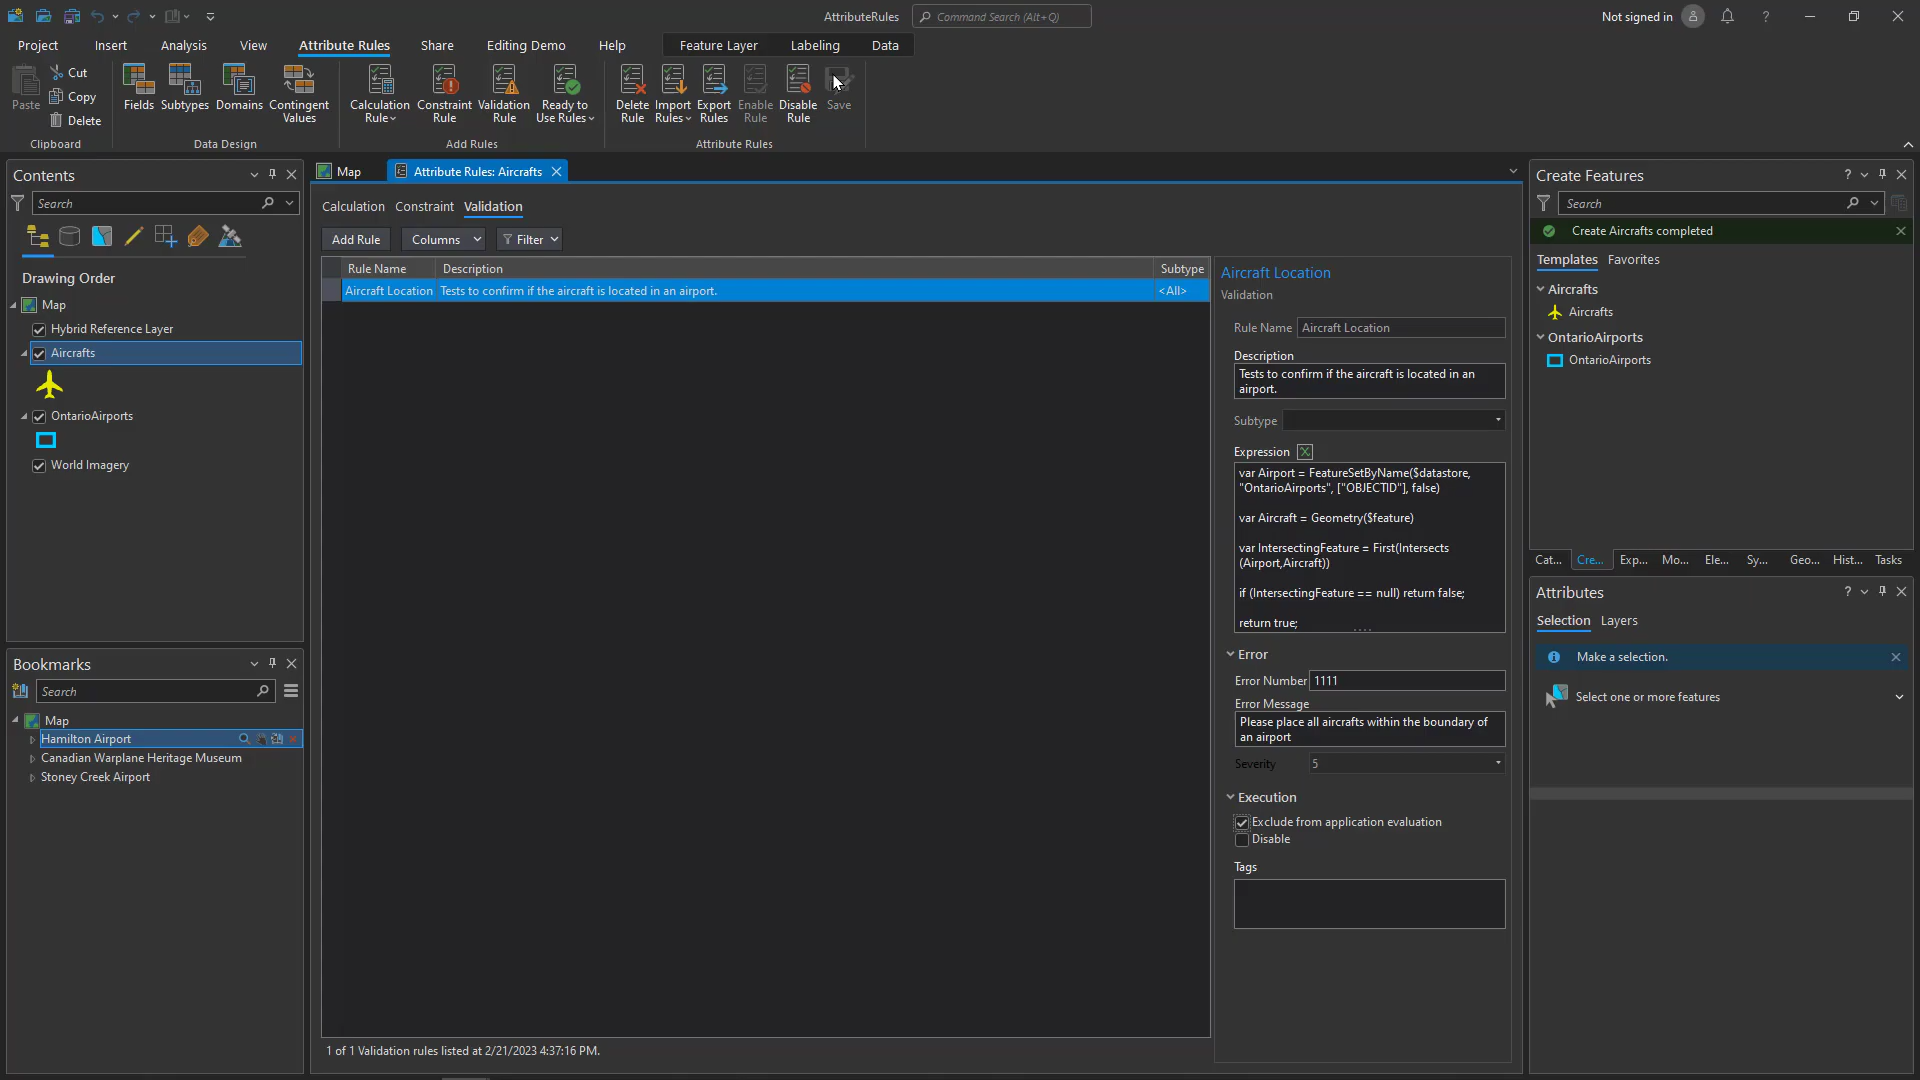 AttributeRules
Command Search (Alt+Q)
Not signed in
?
Project
Insert
Analysis
View
Attribute Rules
Share
Editing Demo
Help
Feature Layer
Labeling
Data
Paste
Cut
Copy
Delete
Clipboard
Fields
Subtypes
Domains
Contingent
Values
Data Design
Calculation
Rule
Constraint
Rule
Validation
Rule
Ready to
Use Rules
Add Rules
Delete
Rule
Import
Rules
Export
Rules
Enable
Rule
Disable
Rule
Save
Attribute Rules
Contents
Search
Drawing Order
Map
Hybrid Reference Layer
Aircrafts
OntarioAirports
World Imagery
Bookmarks
Search
Map
Hamilton Airport
Canadian Warplane Heritage Museum
Stoney Creek Airport
Map
Attribute Rules: Aircrafts
Calculation
Constraint
Validation
Add Rule
Columns
Filter
Rule Name
Description
Subtype
Aircraft Location
Tests to confirm if the aircraft is located in an airport.
<All>
1 of 1 Validation rules listed at 2/21/2023 4:37:16 PM.
Aircraft Location
Validation
Rule Name
Aircraft Location
Description
Tests to confirm if the aircraft is located in an
airport.
Subtype
Expression
var Airport = FeatureSetByName($datastore,
"OntarioAirports", ["OBJECTID"], false)
var Aircraft = Geometry($feature)
var IntersectingFeature = First(Intersects
(Airport,Aircraft))
if (IntersectingFeature == null) return false;
return true;
Error
Error Number
1111
Error Message
Please place all aircrafts within the boundary of
an airport
Severity
5
Execution
Exclude from application evaluation
Disable
Tags
Create Features
?
Search
Create Aircrafts completed
Templates
Favorites
Aircrafts
Aircrafts
OntarioAirports
OntarioAirports
Cat...
Cre...
Exp...
Mo...
Ele...
Sy...
Geo...
Hist...
Tasks
Attributes
?
Selection
Layers
Make a selection.
Select one or more features